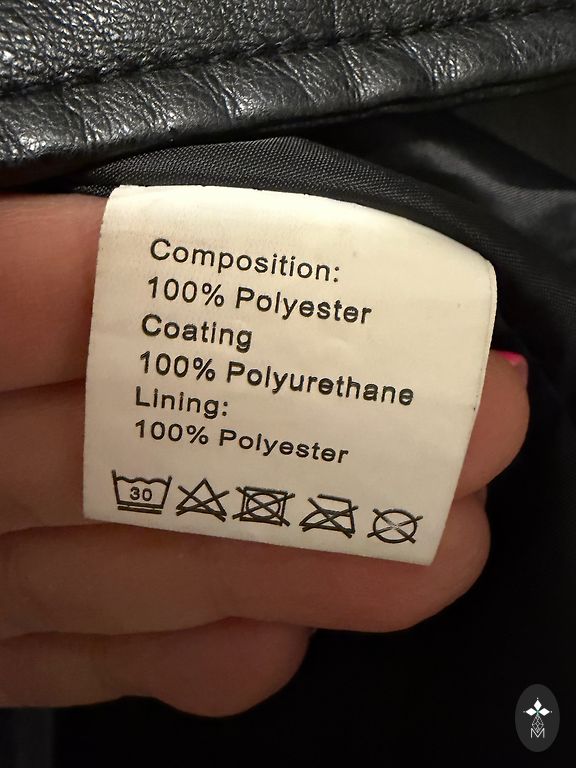 Composition:
100% Polyester
Coating
100% Polyurethane
Lining:
100% Polyester
30
M